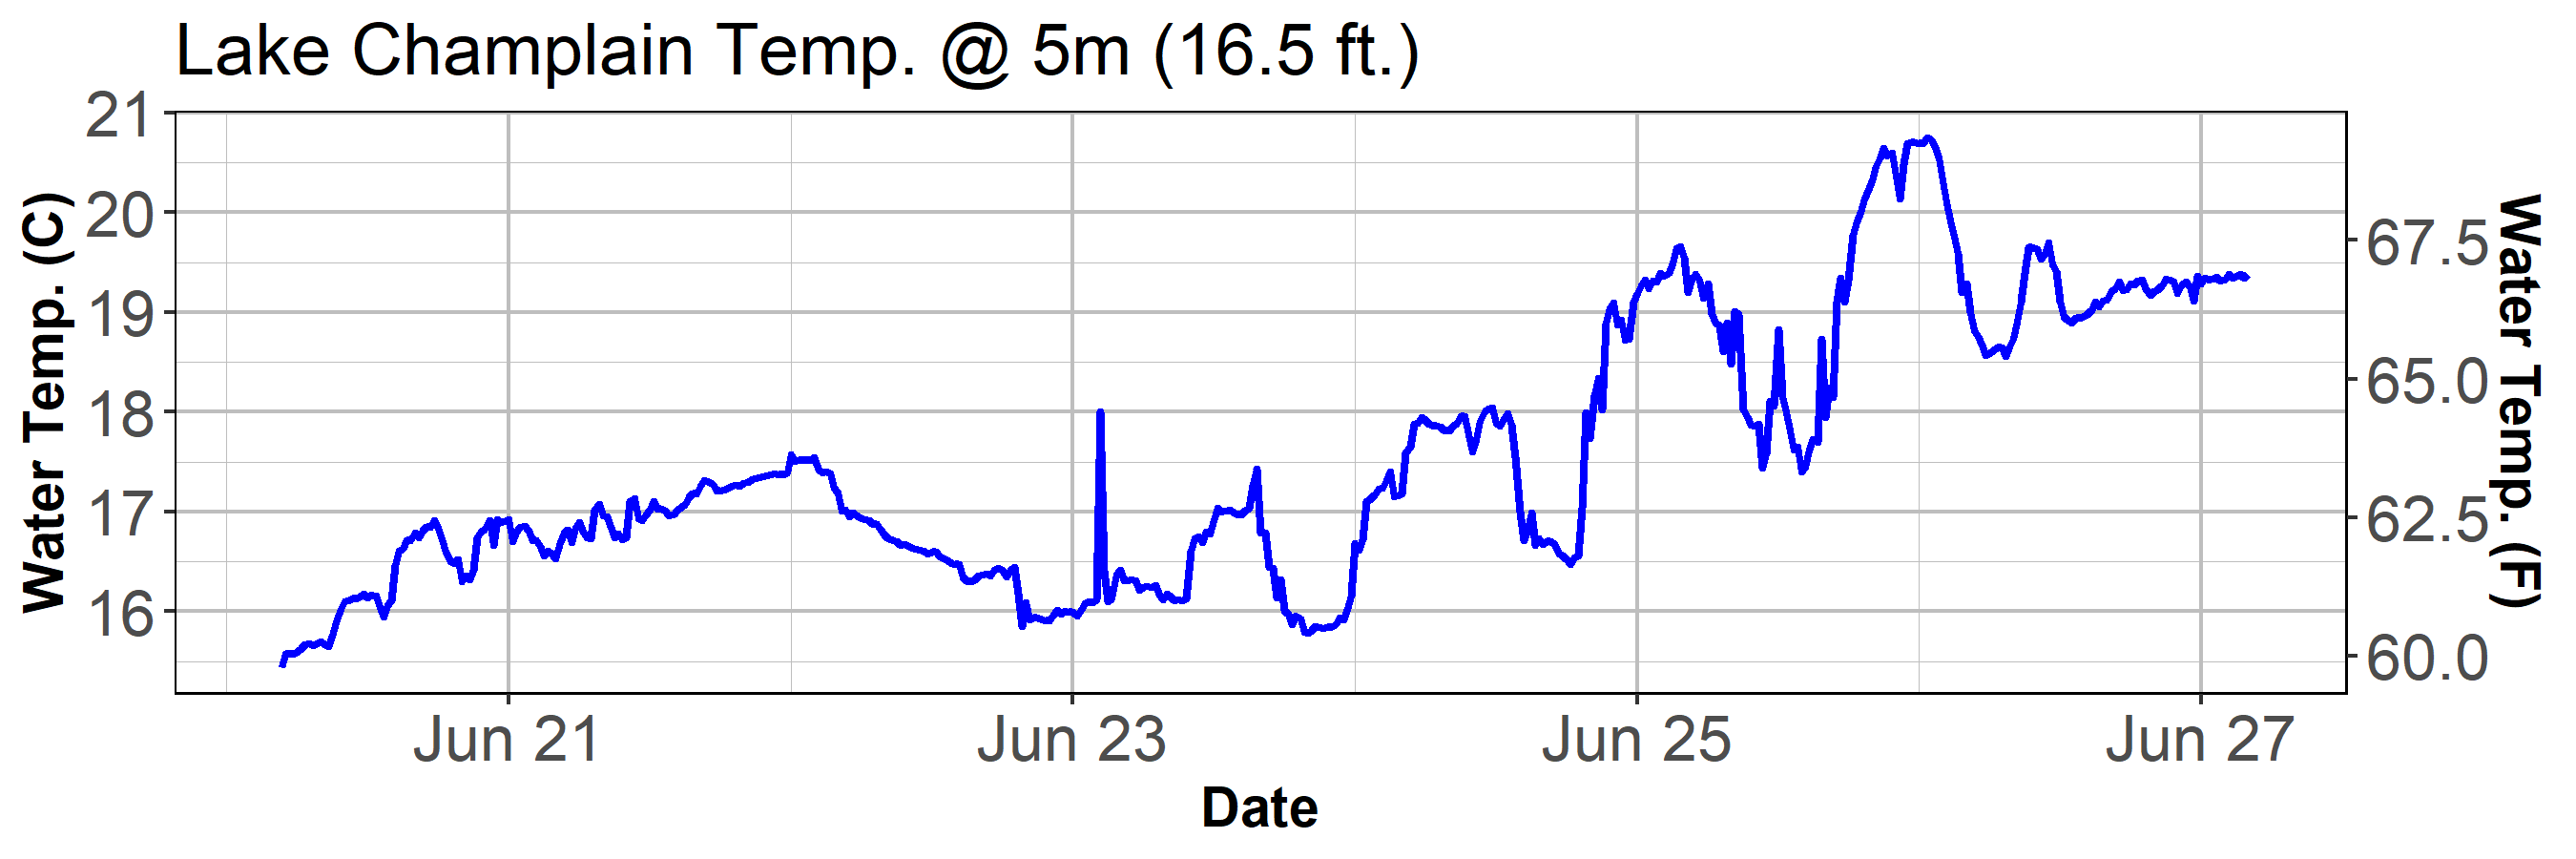 Lake Champlain Temp. @ 5m (16.5 ft.)
Water Temp. (C)
21
20
19
18
17
16
67.5
65.0
62.5
60.0
Water Temp. (F)
Jun 21
Jun 23
Jun 25
Jun 27
Date